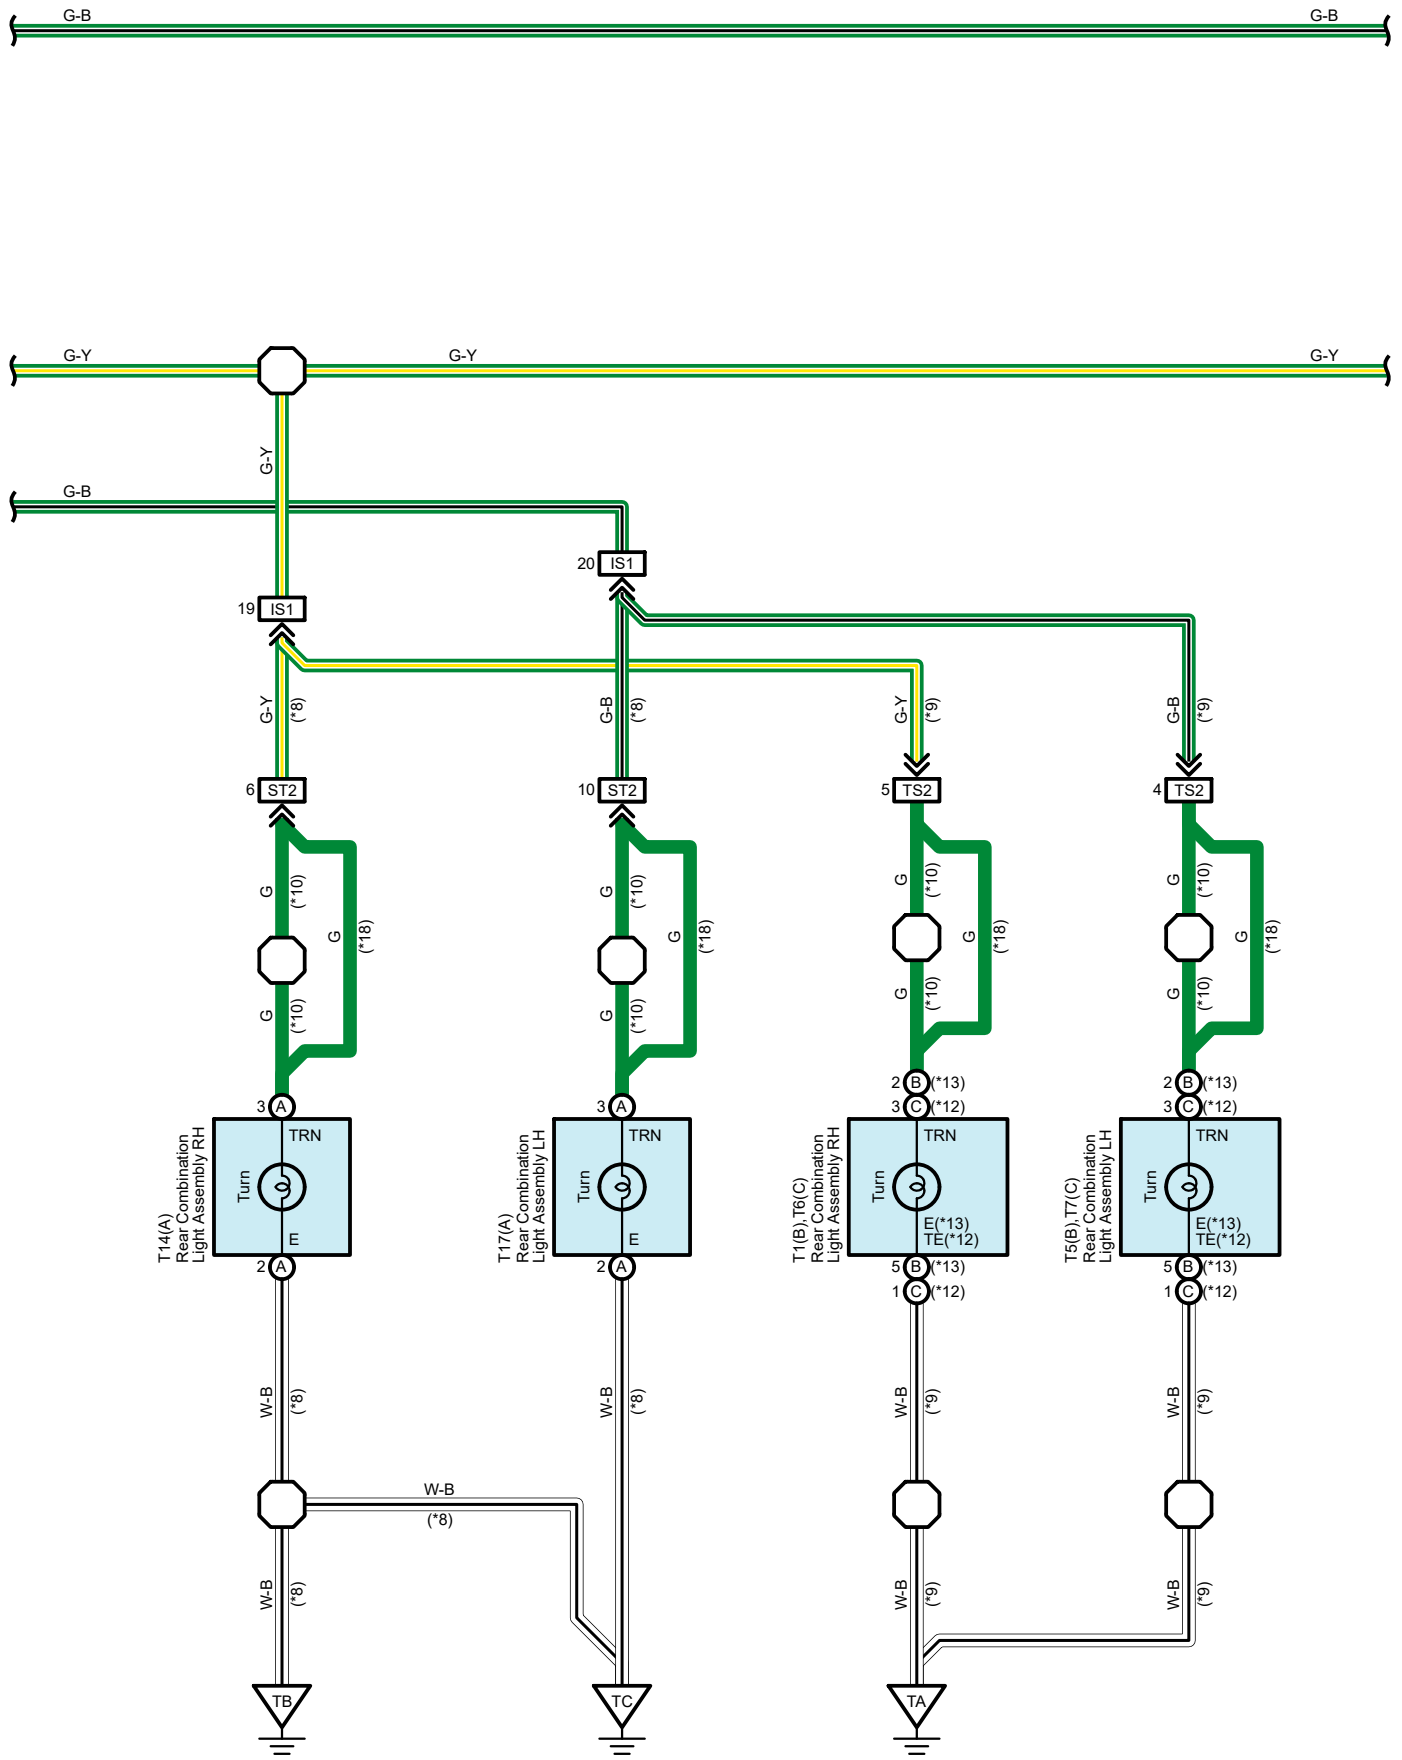 G-B
G-B
G-Y
G-Y
G-Y
G-Y
G-B
20 IS1
19 IS1
G-Y
(*8)
G-B
(*8)
G-Y
(*9)
G-B
(*9)
6 ST2
10 ST2
5 TS2
4 TS2
G
(*10)
G
(*10)
G
(*10)
G
(*10)
G
(*18)
G
(*18)
G
(*18)
G
(*18)
G
(*10)
G
(*10)
G
(*10)
G
(*10)
2 B (*13)
2 B (*13)
3 A
3 A
3 C (*12)
3 C (*12)
T14(A)
Rear Combination
Light Assembly RH
TRN
Turn
E
T17(A)
Rear Combination
Light Assembly LH
TRN
Turn
E
T1(B),T6(C)
Rear Combination
Light Assembly RH
TRN
Turn
E(*13)
TE(*12)
T5(B),T7(C)
Rear Combination
Light Assembly LH
TRN
Turn
E(*13)
TE(*12)
2 A
2 A
5 B (*13)
5 B (*13)
1 C (*12)
1 C (*12)
W-B
(*8)
W-B
(*8)
W-B
(*9)
W-B
(*9)
W-B
(*8)
W-B
(*8)
W-B
(*9)
W-B
(*9)
TB
TC
TA